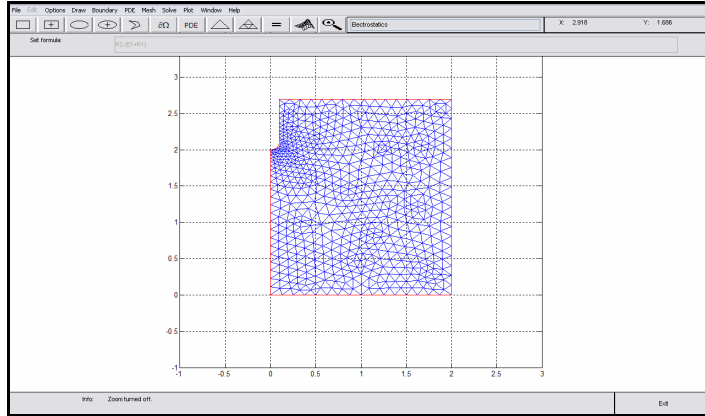 File Edit Options Draw Boundary PDE Mesh Solve Plot Window Help
∂Ω PDE = Electrostatics X: 2.918 Y: 1.686
Set formula: R2-(E1+R1)
3
2.5
2
1.5
1
0.5
0
-0.5
-1
-1 -0.5 0 0.5 1 1.5 2 2.5 3
Info: Zoom turned off. Exit